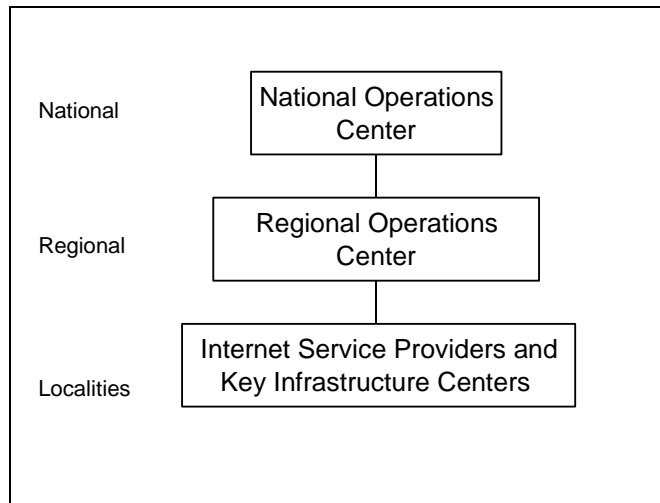 National
National Operations
Center
Regional
Regional Operations
Center
Localities
Internet Service Providers and
Key Infrastructure Centers